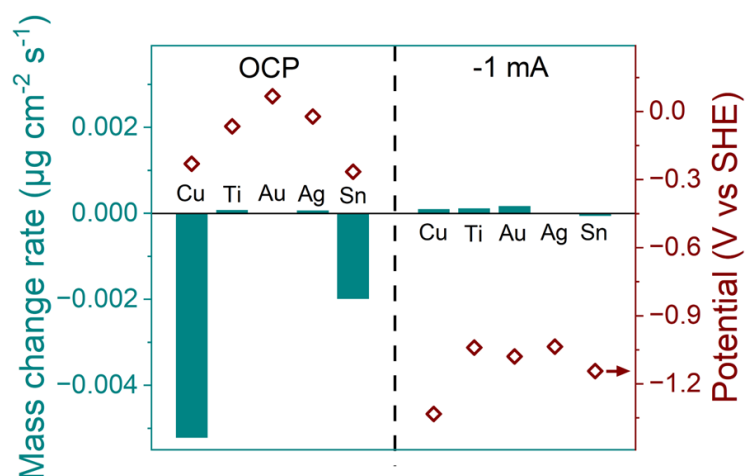 OCP
-1 mA
Mass change rate (µg cm⁻² s⁻¹)
0.002
0.000
−0.002
−0.004
Cu Ti Au Ag Sn
Cu Ti Au Ag Sn
0.0
−0.3
−0.6
−0.9
−1.2
Potential (V vs SHE)